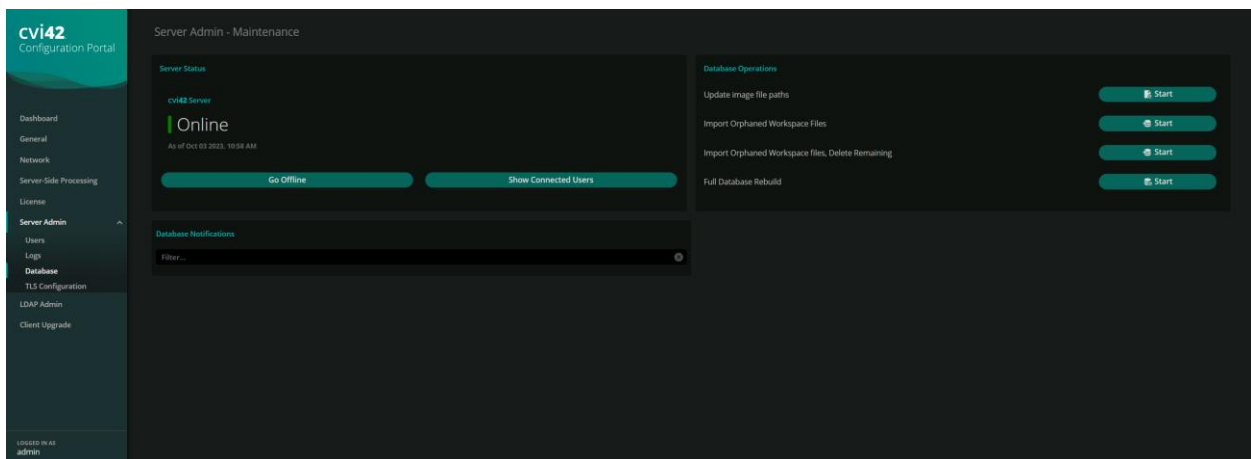 cvi42
Configuration Portal
Dashboard
General
Network
Server-Side Processing
License
Server Admin
Users
Logs
Database
TLS Configuration
LDAP Admin
Client Upgrade
LOGGED IN AS
admin
Server Admin - Maintenance
Server Status
cvi42 Server
Online
As of Oct 03 2023, 10:58 AM
Go Offline
Show Connected Users
Database Notifications
Filter...
Database Operations
Update image file paths Start
Import Orphaned Workspace Files Start
Import Orphaned Workspace files, Delete Remaining Start
Full Database Rebuild Start